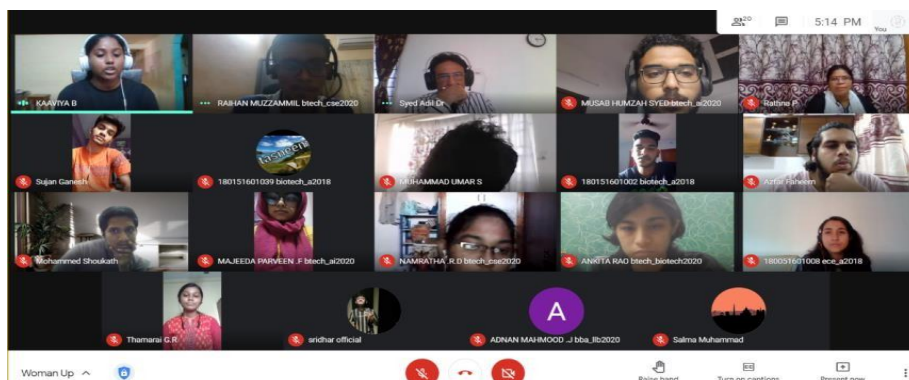 20
5:14 PM
You
KAAVIYA B
RAIHAN MUZZAMMIL btech_cse2020
Syed Adil Dr
MUSAB HUMZAH SYED btech_ai2020
Rathna P
Sujan Ganesh
tasneem
180151601039 biotech_a2018
MUHAMMAD UMAR S
180151601002 biotech_a2018
Azfar Faheem
Mohammed Shoukath
MAJEEDA PARVEEN .F btech_ai2020
NAMRATHA .R.D btech_cse2020
ANKITA RAO btech_biotech2020
180051601008 ece_a2018
Thamarai G.R
sridhar official
A
ADNAN MAHMOOD .J bba_llb2020
Salma Muhammad
Woman Up
Raise hand
Turn on captions
Present now